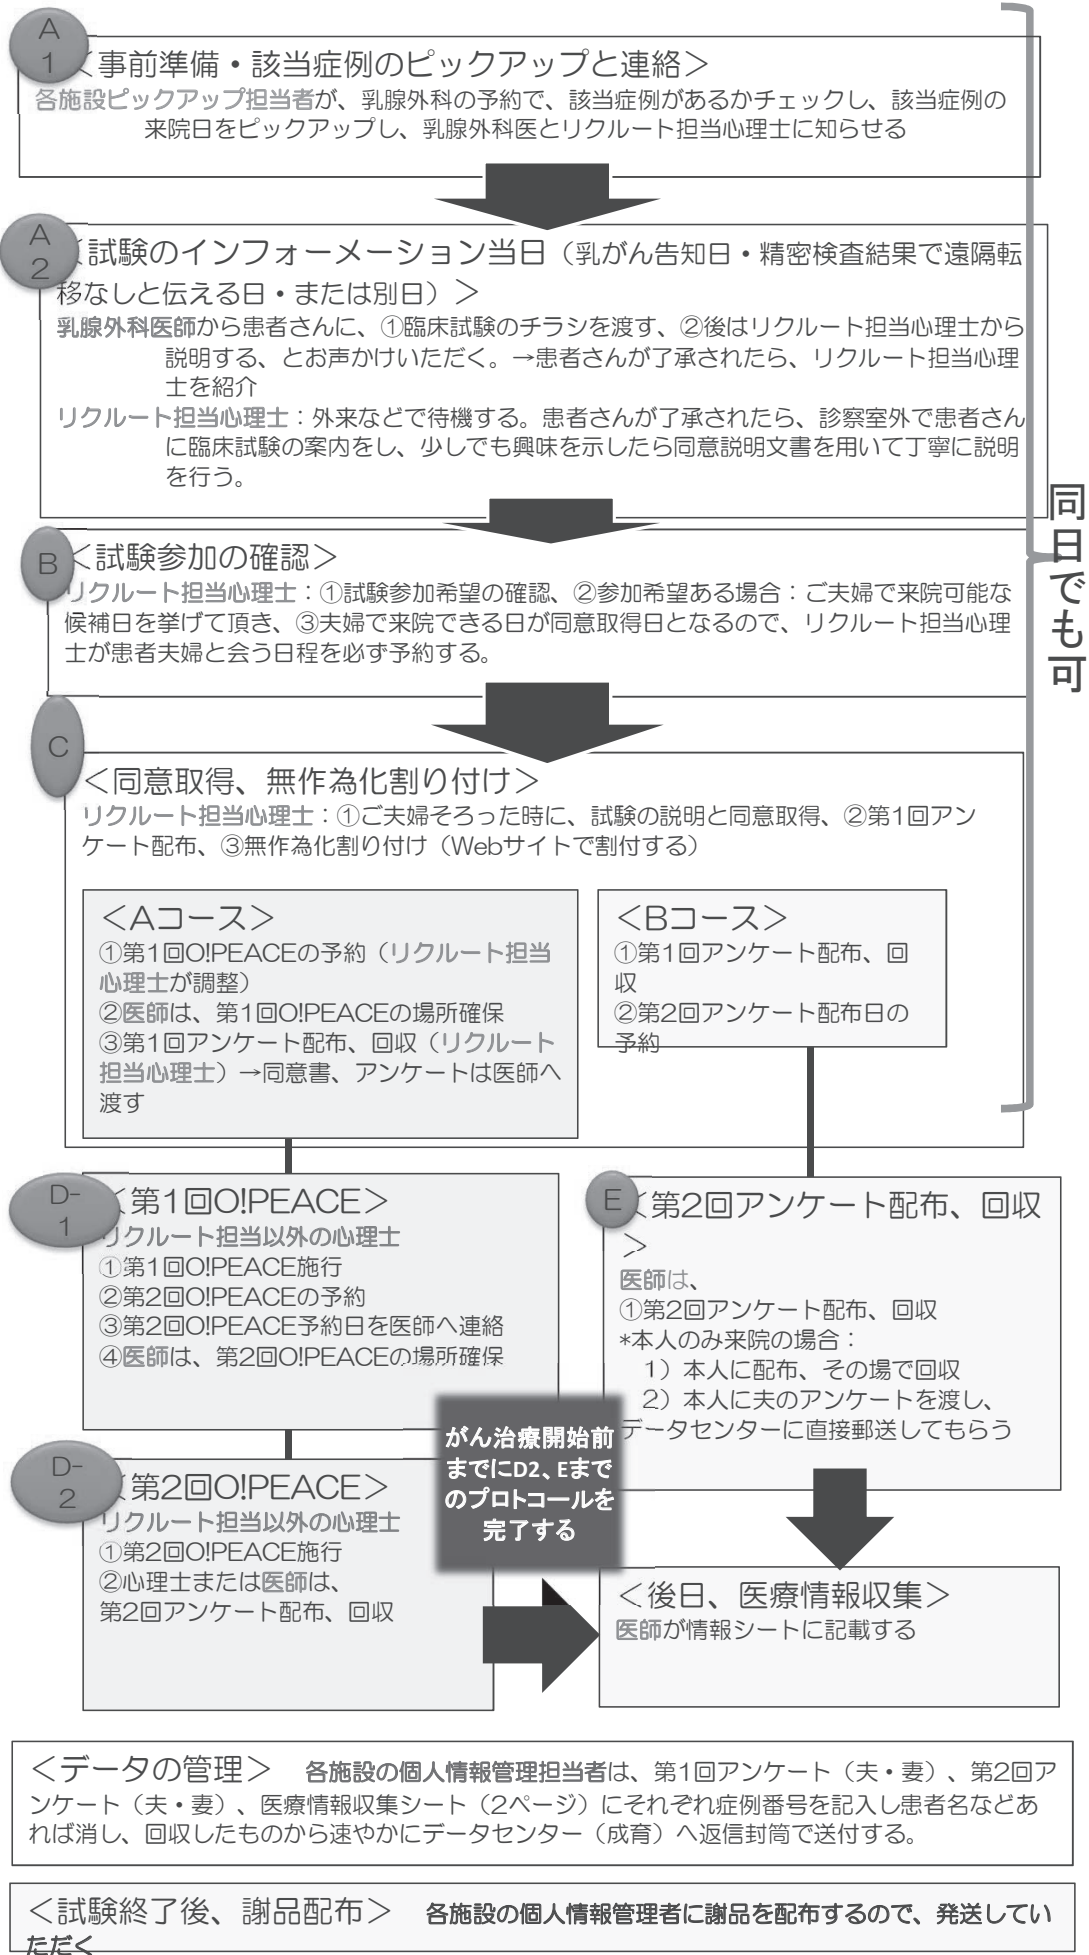 A
1
＜事前準備・該当症例のピックアップと連絡＞
各施設ピックアップ担当者が、乳腺外科の予約で、該当症例があるかチェックし、該当症例の
来院日をピックアップし、乳腺外科医とリクルート担当心理士に知らせる
A
2
＜試験のインフォーメーション当日（乳がん告知日・精密検査結果で遠隔転
移なしと伝える日・または別日）＞
乳腺外科医師から患者さんに、①臨床試験のチラシを渡す、②後はリクルート担当心理士から
説明する、とお声かけいただく。→患者さんが了承されたら、リクルート担当心理
士を紹介
リクルート担当心理士：外来などで待機する。患者さんが了承されたら、診察室外で患者さん
に臨床試験の案内をし、少しでも興味を示したら同意説明文書を用いて丁寧に説明
を行う。
B
＜試験参加の確認＞
リクルート担当心理士：①試験参加希望の確認、②参加希望ある場合：ご夫婦で来院可能な
候補日を挙げて頂き、③夫婦で来院できる日が同意取得日となるので、リクルート担当心理
士が患者夫婦と会う日程を必ず予約する。
同日でも可
C
＜同意取得、無作為化割り付け＞
リクルート担当心理士：①ご夫婦そろった時に、試験の説明と同意取得、②第1回アン
ケート配布、③無作為化割り付け（Webサイトで割付する）
＜Aコース＞
①第1回O!PEACEの予約（リクルート担当
心理士が調整）
②医師は、第1回O!PEACEの場所確保
③第1回アンケート配布、回収（リクルート
担当心理士）→同意書、アンケートは医師へ
渡す
＜Bコース＞
①第1回アンケート配布、回
収
②第2回アンケート配布日の
予約
D-
1
＜第1回O!PEACE＞
リクルート担当以外の心理士
①第1回O!PEACE施行
②第2回O!PEACEの予約
③第2回O!PEACE予約日を医師へ連絡
④医師は、第2回O!PEACEの場所確保
E
＜第2回アンケート配布、回収
＞
医師は、
①第2回アンケート配布、回収
*本人のみ来院の場合：
1）本人に配布、その場で回収
2）本人に夫のアンケートを渡し、
データセンターに直接郵送してもらう
がん治療開始前
までにD2、Eまで
のプロトコールを
完了する
D-
2
＜第2回O!PEACE＞
リクルート担当以外の心理士
①第2回O!PEACE施行
②心理士または医師は、
第2回アンケート配布、回収
＜後日、医療情報収集＞
医師が情報シートに記載する
＜データの管理＞　各施設の個人情報管理担当者は、第1回アンケート（夫・妻）、第2回ア
ンケート（夫・妻）、医療情報収集シート（2ページ）にそれぞれ症例番号を記入し患者名などあ
れば消し、回収したものから速やかにデータセンター（成育）へ返信封筒で送付する。
＜試験終了後、謝品配布＞　各施設の個人情報管理者に謝品を配布するので、発送してい
ただく